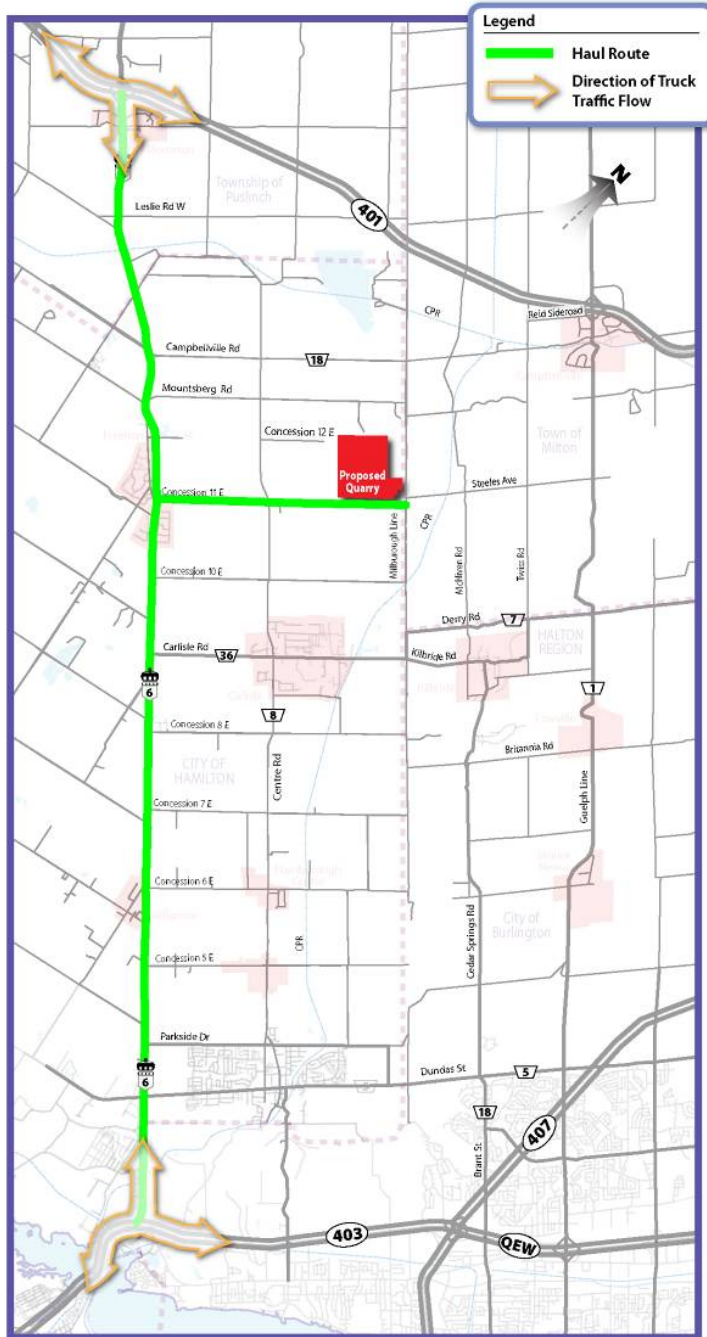 Legend
Haul Route
Direction of Truck
Traffic Flow
N
Township of
Puslinch
Leslie Rd W
401
CPR
Reid Sideroad
Campbellville Rd
18
Mountsberg Rd
Concession 12 E
Town of
Milton
Proposed
Quarry
Steeles Ave
Concession 11 E
CPR
Milburough Line
McNiven Rd
Twiss Rd
Concession 10 E
Derry Rd
7
HALTON
REGION
Carlisle Rd
36
Kilbride Rd
6
8
1
Concession 8 E
CITY OF
HAMILTON
Centre Rd
Britannia Rd
Guelph Line
Concession 7 E
Concession 6 E
City of
Burlington
Cedar Springs Rd
CPR
Concession 5 E
Parkside Dr
6
Dundas St
5
18
407
Brant St
403
QEW